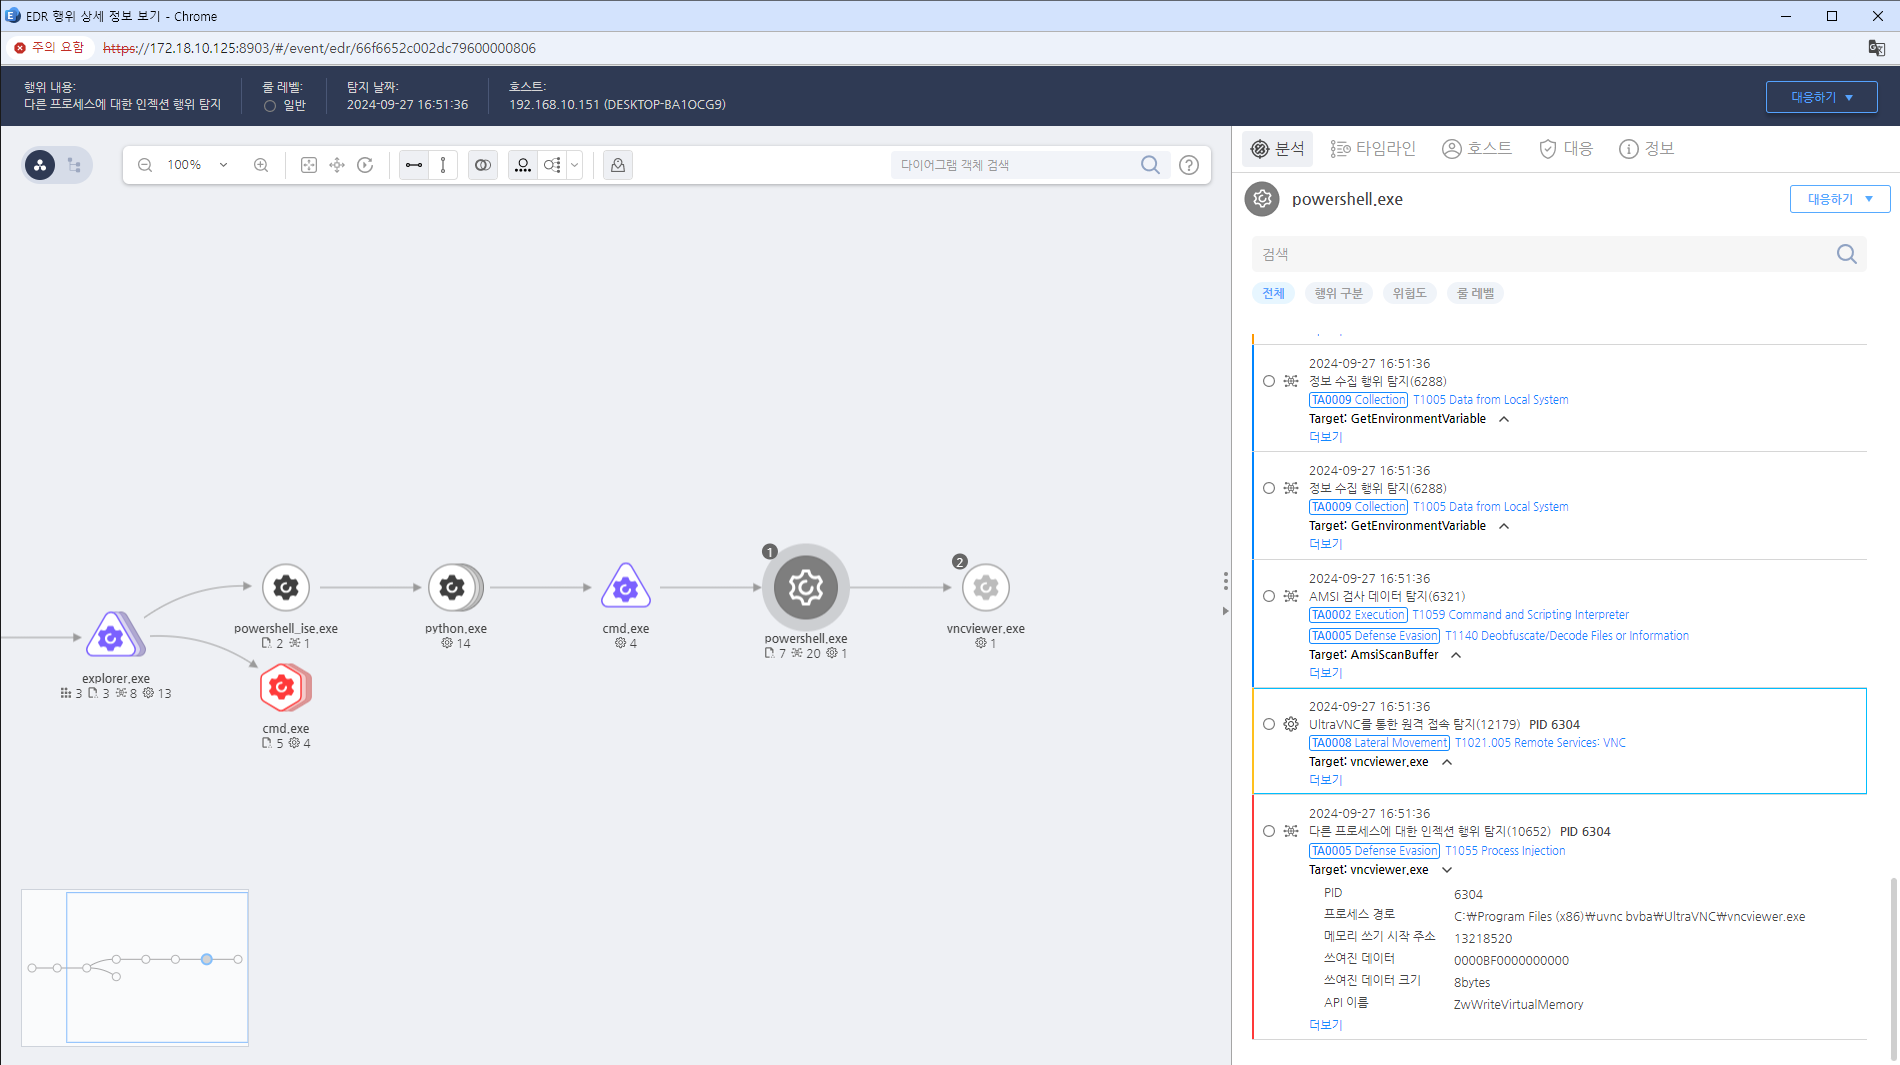 EDR 행위 상세 정보 보기 - Chrome
주의 요함
https://172.18.10.125:8903/#/event/edr/66f6652c002dc79600000806
행위 내용:
다른 프로세스에 대한 인젝션 행위 탐지
룰 레벨:
일반
탐지 날짜:
2024-09-27 16:51:36
호스트:
192.168.10.151 (DESKTOP-BA1OCG9)
대응하기
100%
다이어그램 객체 검색
explorer.exe
3 3 8 13
powershell_ise.exe
2 1
cmd.exe
5 4
python.exe
14
cmd.exe
4
1
powershell.exe
7 20 1
2
vncviewer.exe
1
분석
타임라인
호스트
대응
정보
powershell.exe
대응하기
검색
전체
행위 구분
위험도
룰 레벨
2024-09-27 16:51:36
정보 수집 행위 탐지(6288)
TA0009 Collection T1005 Data from Local System
Target: GetEnvironmentVariable
더보기
2024-09-27 16:51:36
정보 수집 행위 탐지(6288)
TA0009 Collection T1005 Data from Local System
Target: GetEnvironmentVariable
더보기
2024-09-27 16:51:36
AMSI 검사 데이터 탐지(6321)
TA0002 Execution T1059 Command and Scripting Interpreter
TA0005 Defense Evasion T1140 Deobfuscate/Decode Files or Information
Target: AmsiScanBuffer
더보기
2024-09-27 16:51:36
UltraVNC를 통한 원격 접속 탐지(12179) PID 6304
TA0008 Lateral Movement T1021.005 Remote Services: VNC
Target: vncviewer.exe
더보기
2024-09-27 16:51:36
다른 프로세스에 대한 인젝션 행위 탐지(10652) PID 6304
TA0005 Defense Evasion T1055 Process Injection
Target: vncviewer.exe
PID 6304
프로세스 경로 C:₩Program Files (x86)₩uvnc bvba₩UltraVNC₩vncviewer.exe
메모리 쓰기 시작 주소 13218520
쓰여진 데이터 0000BF0000000000
쓰여진 데이터 크기 8bytes
API 이름 ZwWriteVirtualMemory
더보기